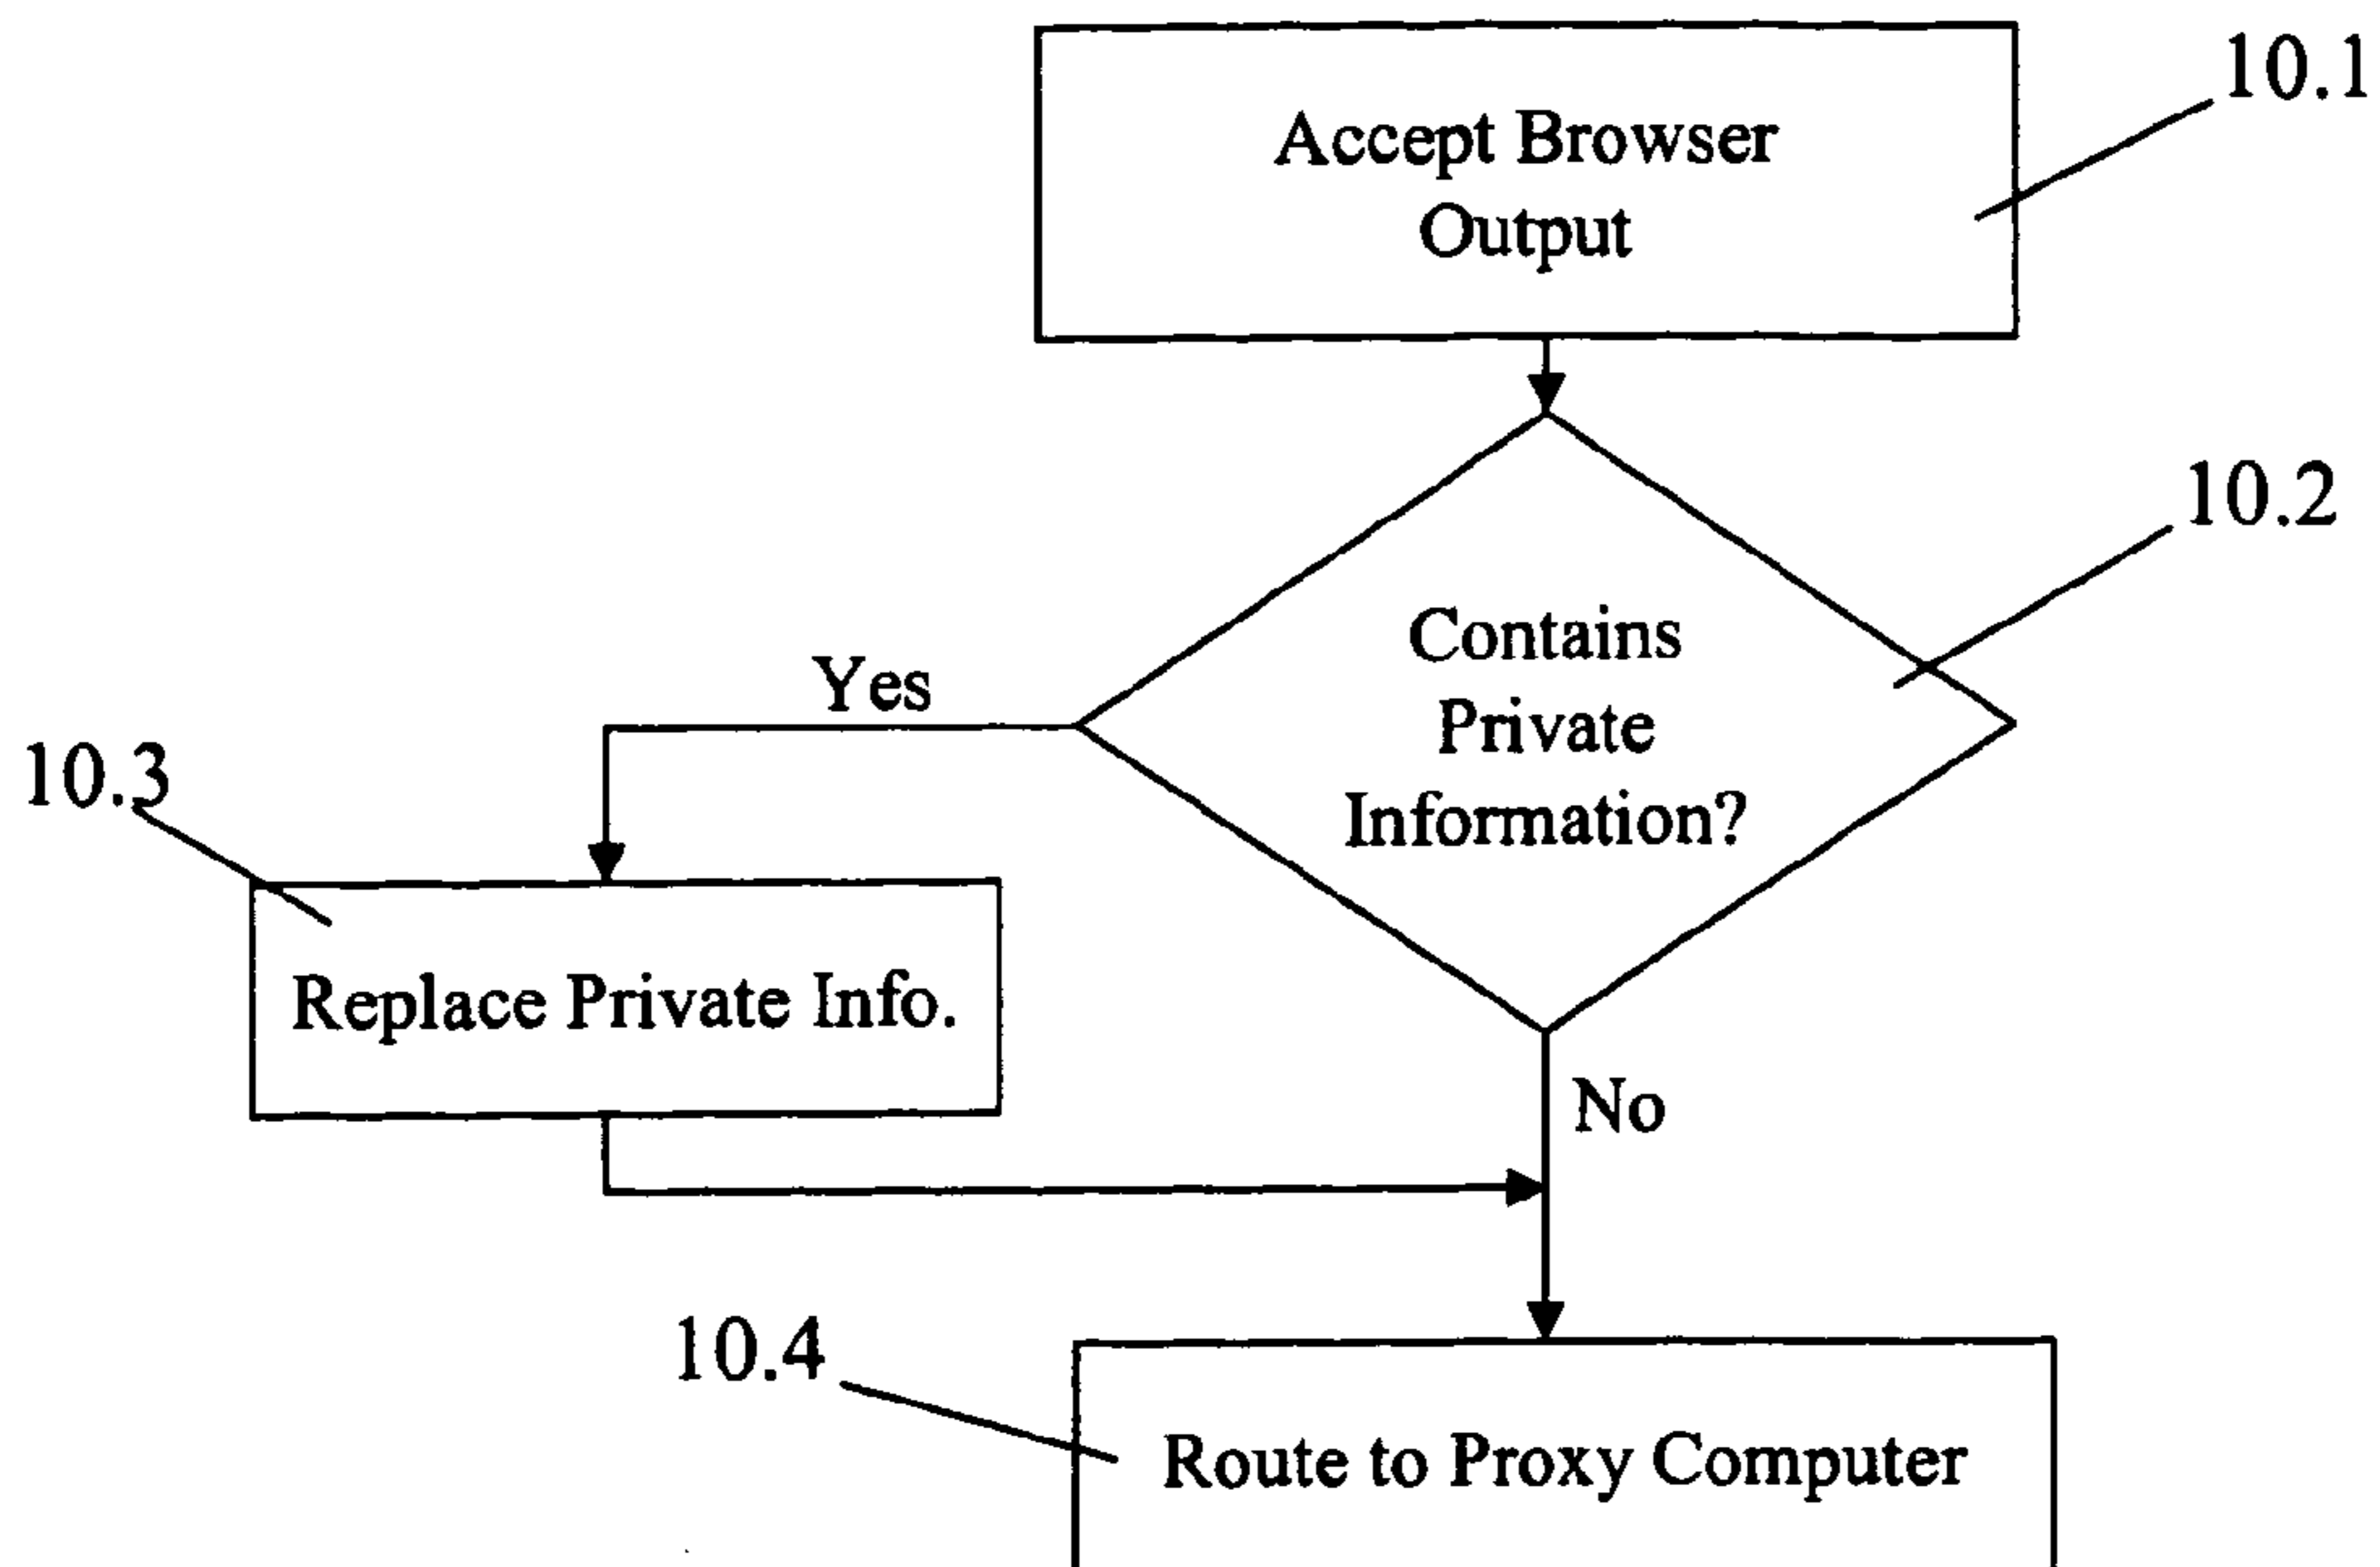 Accept Browser
Output
10.1
Contains
Private
Information?
10.2
Yes
10.3
Replace Private Info.
No
10.4
Route to Proxy Computer